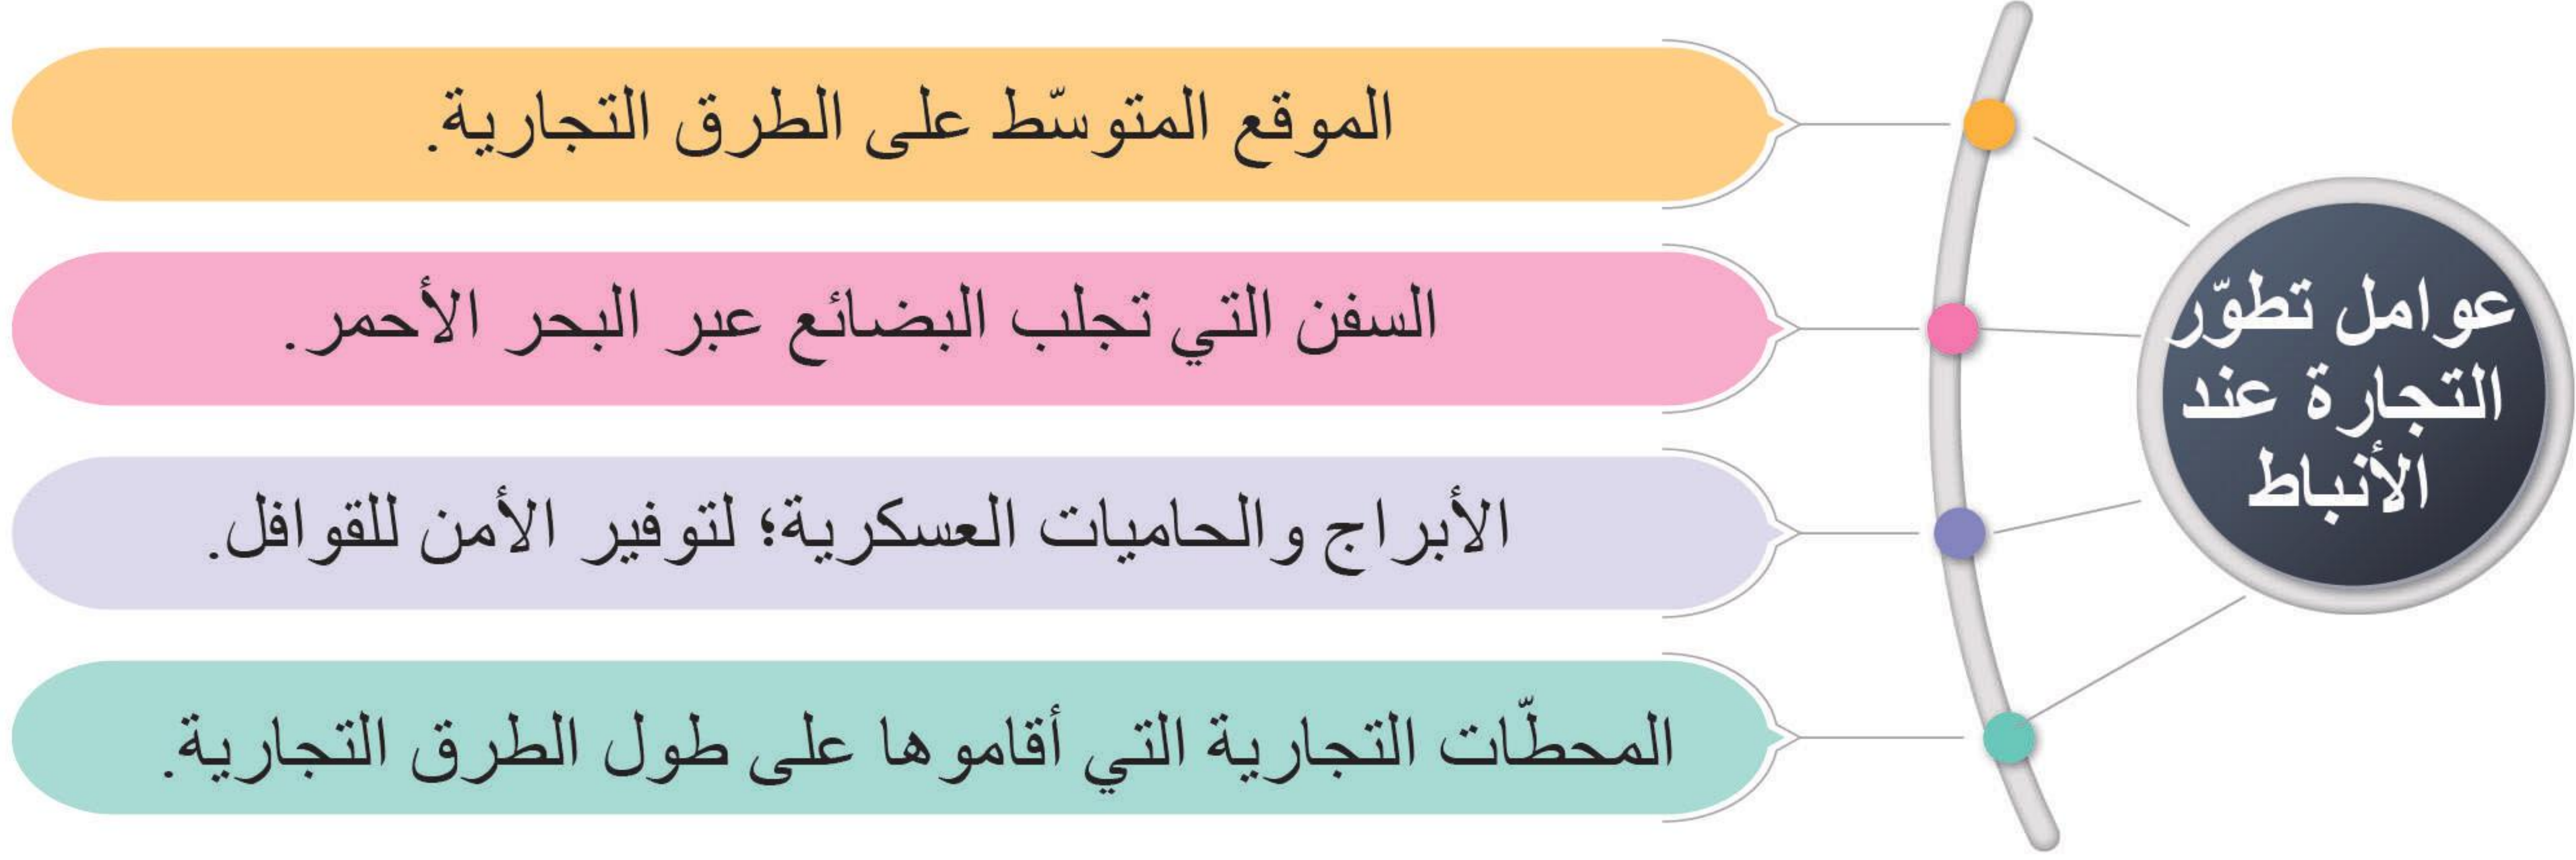 عوامل تطوّر
التجارة عند
الأنباط
الموقع المتوسّط على الطرق التجارية.
السفن التي تجلب البضائع عبر البحر الأحمر.
الأبراج والحاميات العسكرية؛ لتوفير الأمن للقوافل.
المحطّات التجارية التي أقاموها على طول الطرق التجارية.